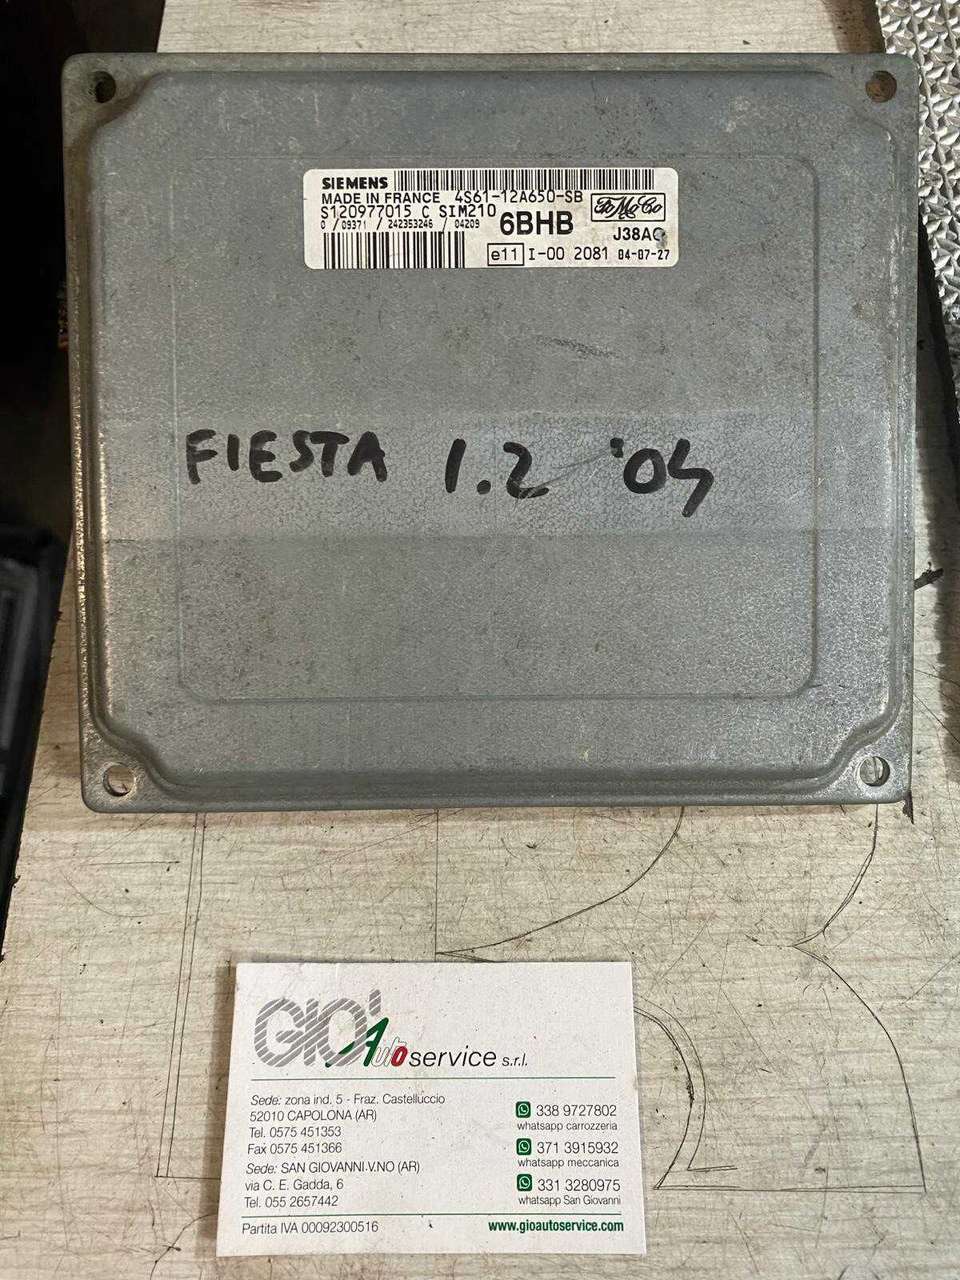 SIEMENS
MADE IN FRANCE 4S61-12A650-SB
S120977015 C SIM210 FoMoCo
0 / 09371 / 242353246 / 04209 6BHB
J38AQ
e11 I-00 2081 04-07-27
FIESTA 1.2 '04
GIO' Autoservice s.r.l.
Sede: zona ind. 5 - Fraz. Castelluccio
52010 CAPOLONA (AR)
Tel. 0575 451353
Fax 0575 451366
Sede: SAN GIOVANNI V.NO (AR)
via C. E. Gadda, 6
Tel. 055 2657442
338 9727802
whatsapp carrozzeria
371 3915932
whatsapp meccanica
331 3280975
whatsapp San Giovanni
Partita IVA 00092300516 www.gioautoservice.com